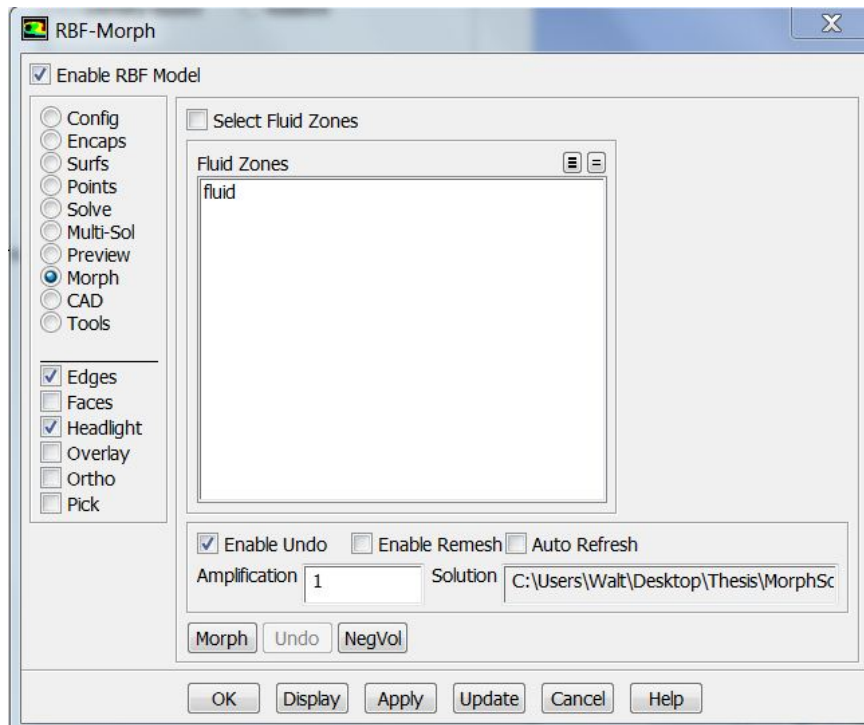 RBF-Morph
Enable RBF Model
Config
Encaps
Surfs
Points
Solve
Multi-Sol
Preview
Morph
CAD
Tools
Edges
Faces
Headlight
Overlay
Ortho
Pick
Select Fluid Zones
Fluid Zones
fluid
Enable Undo Enable Remesh Auto Refresh
Amplification 1 Solution C:\Users\Walt\Desktop\Thesis\MorphSc
Morph Undo NegVol
OK Display Apply Update Cancel Help